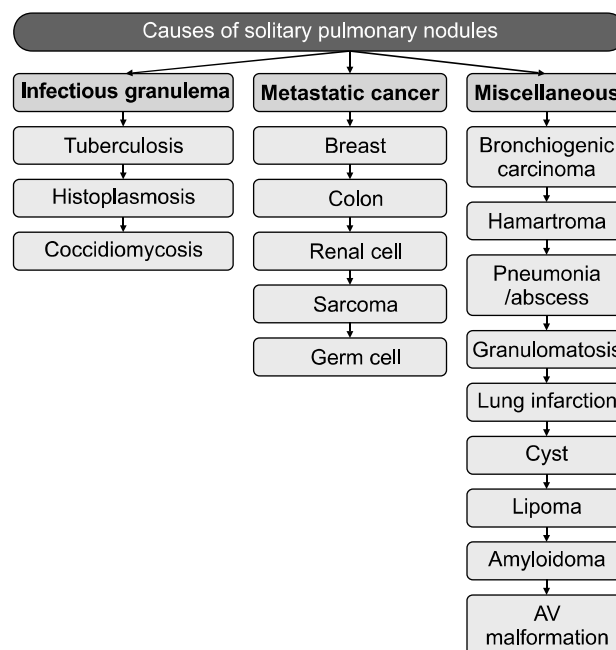 Causes of solitary pulmonary nodules
Infectious granulema
Tuberculosis
Histoplasmosis
Coccidiomycosis
Metastatic cancer
Breast
Colon
Renal cell
Sarcoma
Germ cell
Miscellaneous
Bronchiogenic
carcinoma
Hamartroma
Pneumonia
/abscess
Granulomatosis
Lung infarction
Cyst
Lipoma
Amyloidoma
AV
malformation